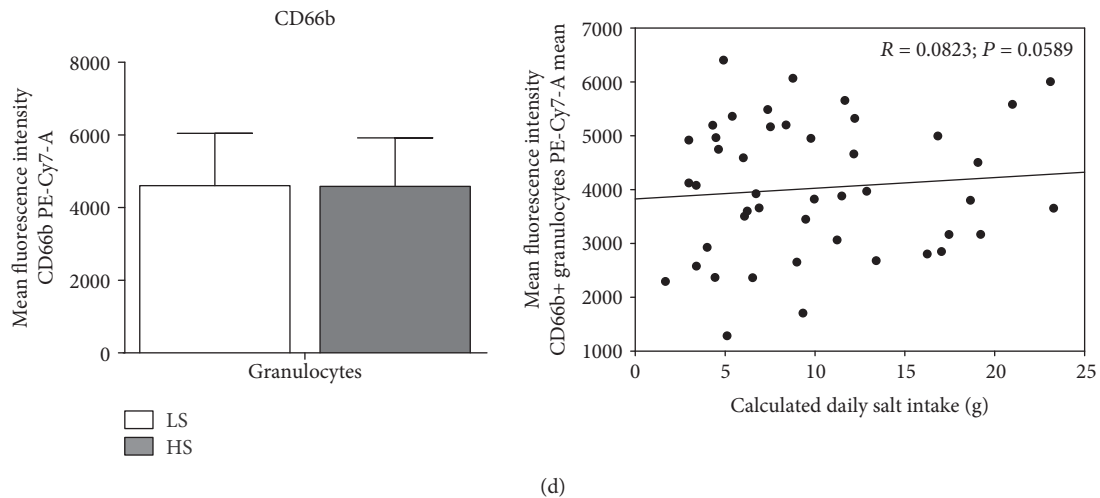 CD66b
Mean fluorescence intensity
CD66b PE-Cy7-A
8000
6000
4000
2000
0
Granulocytes
LS
HS
Mean fluorescence intensity
CD66b+ granulocytes PE-Cy7-A mean
7000
6000
5000
4000
3000
2000
1000
R = 0.0823; P = 0.0589
0 5 10 15 20 25
Calculated daily salt intake (g)
(d)